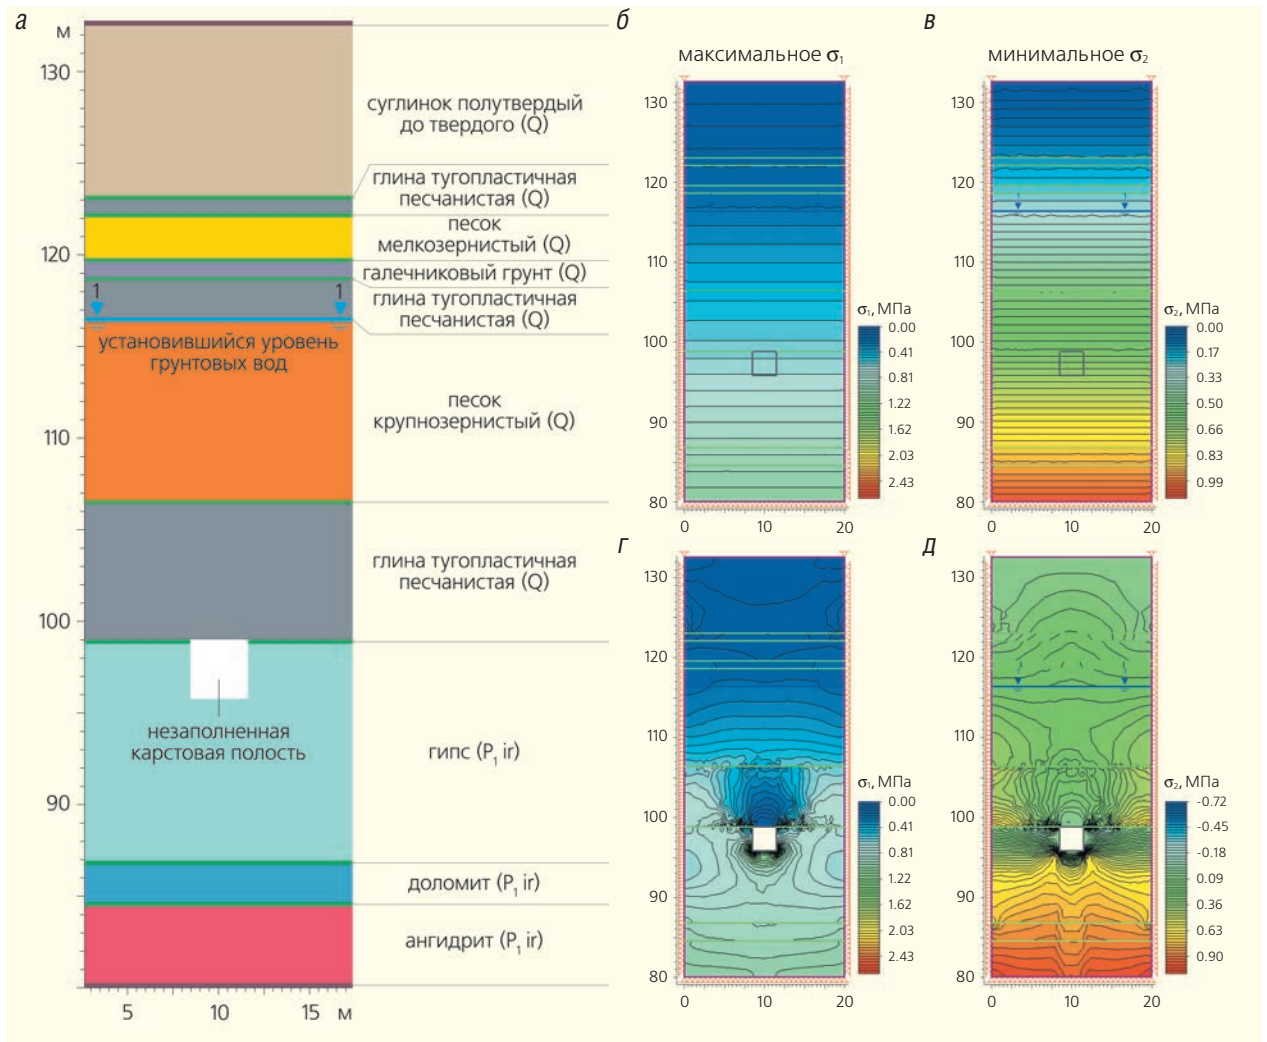 а
м
130
120
110
100
90
5
10
15
м
суглинок полутвердый
до твердого (Q)
глина тугопластичная
песчанистая (Q)
песок
мелкозернистый (Q)
галечниковый грунт (Q)
глина тугопластичная
песчанистая (Q)
1
1
установившийся уровень
грунтовых вод
песок
крупнозернистый (Q)
глина тугопластичная
песчанистая (Q)
незаполненная
карстовая полость
гипс (P₁ ir)
доломит (P₁ ir)
ангидрит (P₁ ir)
б
максимальное σ₁
130
120
110
100
90
80
0
10
20
σ₁, МПа
0.00
0.41
0.81
1.22
1.62
2.03
2.43
в
минимальное σ₂
130
120
110
100
90
80
0
10
20
σ₂, МПа
0.00
0.17
0.33
0.50
0.66
0.83
0.99
г
130
120
110
100
90
80
0
10
20
σ₁, МПа
0.00
0.41
0.81
1.22
1.62
2.03
2.43
д
130
120
110
100
90
80
0
10
20
σ₂, МПа
-0.72
-0.45
-0.18
0.09
0.36
0.63
0.90